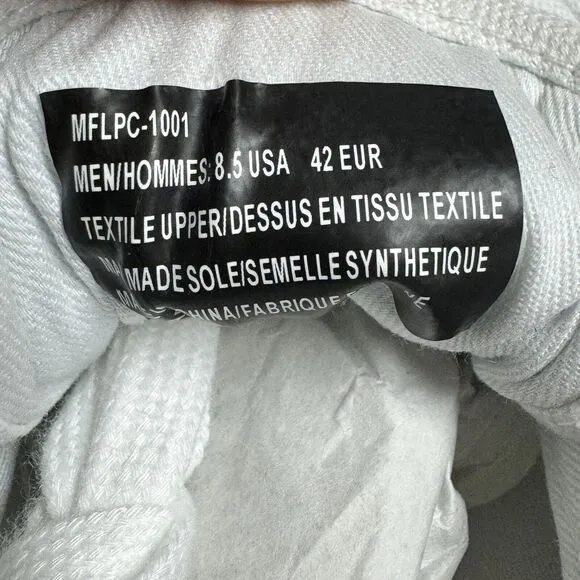 MFLPC-1001
MEN/HOMMES: 8.5 USA 42 EUR
TEXTILE UPPER/DESSUS EN TISSU TEXTILE
MADE SOLE/SEMELLE SYNTHETIQUE
CHINA/FABRIQUE